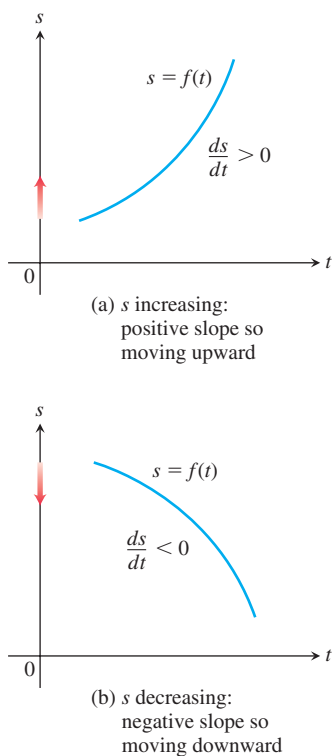 s
s = f(t)
ds
dt > 0
0
t
(a) s increasing:
positive slope so
moving upward
s
s = f(t)
ds
dt < 0
0
t
(b) s decreasing:
negative slope so
moving downward